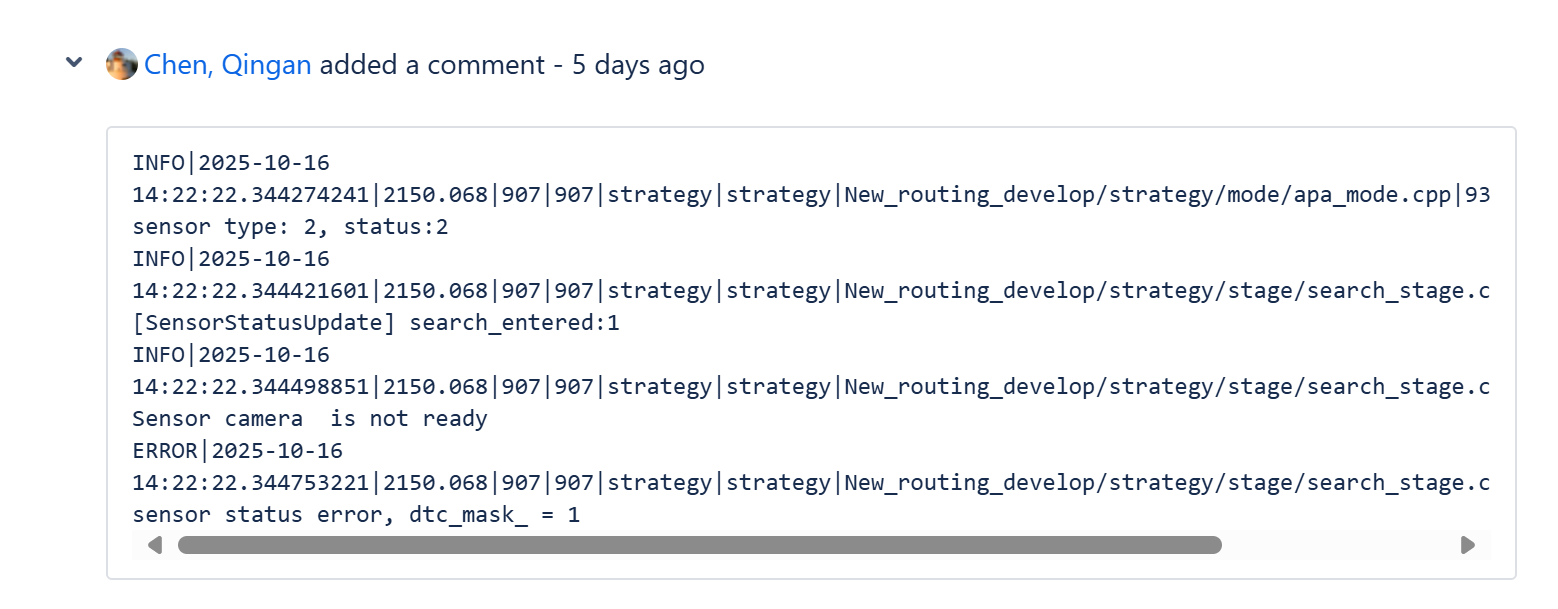 Chen, Qingan added a comment - 5 days ago
INFO|2025-10-16
14:22:22.344274241|2150.068|907|907|strategy|strategy|New_routing_develop/strategy/mode/apa_mode.cpp|93
sensor type: 2, status:2
INFO|2025-10-16
14:22:22.344421601|2150.068|907|907|strategy|strategy|New_routing_develop/strategy/stage/search_stage.c
[SensorStatusUpdate] search_entered:1
INFO|2025-10-16
14:22:22.344498851|2150.068|907|907|strategy|strategy|New_routing_develop/strategy/stage/search_stage.c
Sensor camera  is not ready
ERROR|2025-10-16
14:22:22.344753221|2150.068|907|907|strategy|strategy|New_routing_develop/strategy/stage/search_stage.c
sensor status error, dtc_mask_ = 1